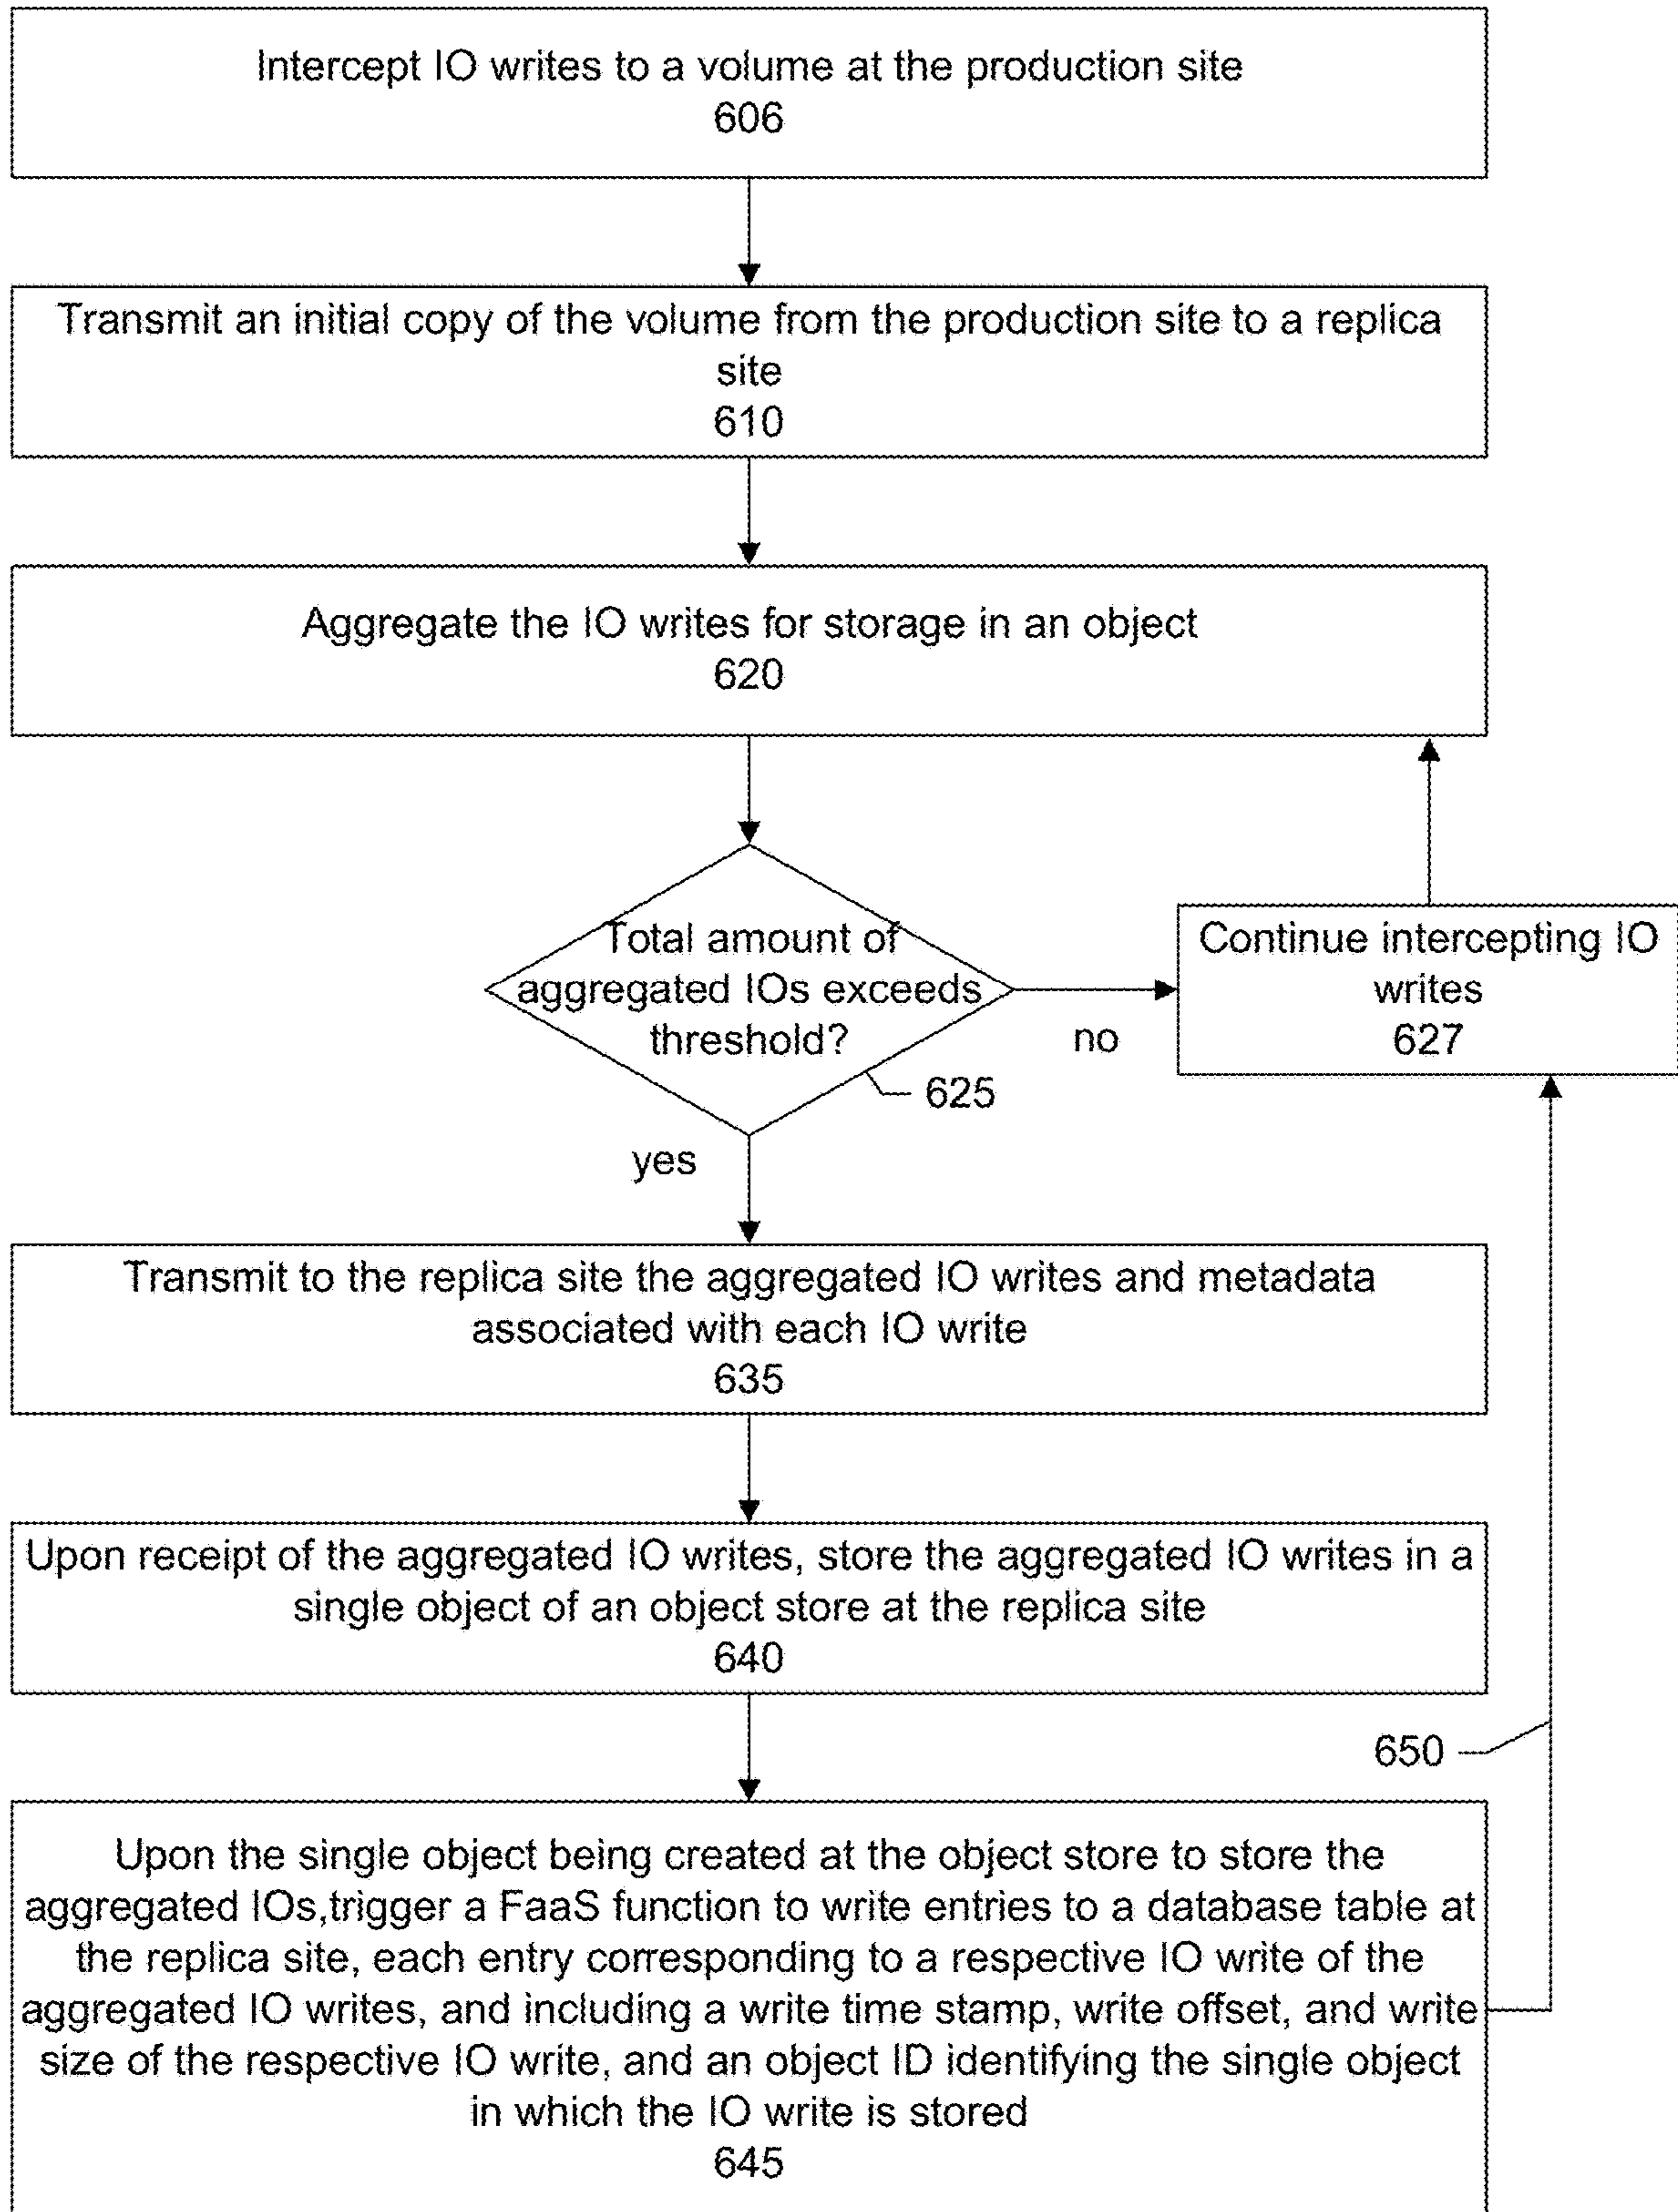 Intercept IO writes to a volume at the production site
606
Transmit an initial copy of the volume from the production site to a replica
site
610
Aggregate the IO writes for storage in an object
620
Total amount of
aggregated IOs exceeds
threshold?
625
no
Continue intercepting IO
writes
627
yes
Transmit to the replica site the aggregated IO writes and metadata
associated with each IO write
635
Upon receipt of the aggregated IO writes, store the aggregated IO writes in a
single object of an object store at the replica site
640
650
Upon the single object being created at the object store to store the
aggregated IOs,trigger a FaaS function to write entries to a database table at
the replica site, each entry corresponding to a respective IO write of the
aggregated IO writes, and including a write time stamp, write offset, and write
size of the respective IO write, and an object ID identifying the single object
in which the IO write is stored
645